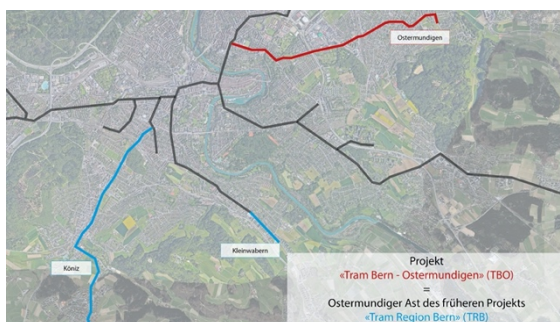 Ostermundigen
Kleinwabern
Köniz
Projekt
«Tram Bern - Ostermundigen» (TBO)
=
Ostermundiger Ast des früheren Projekts
«Tram Region Bern» (TRB)